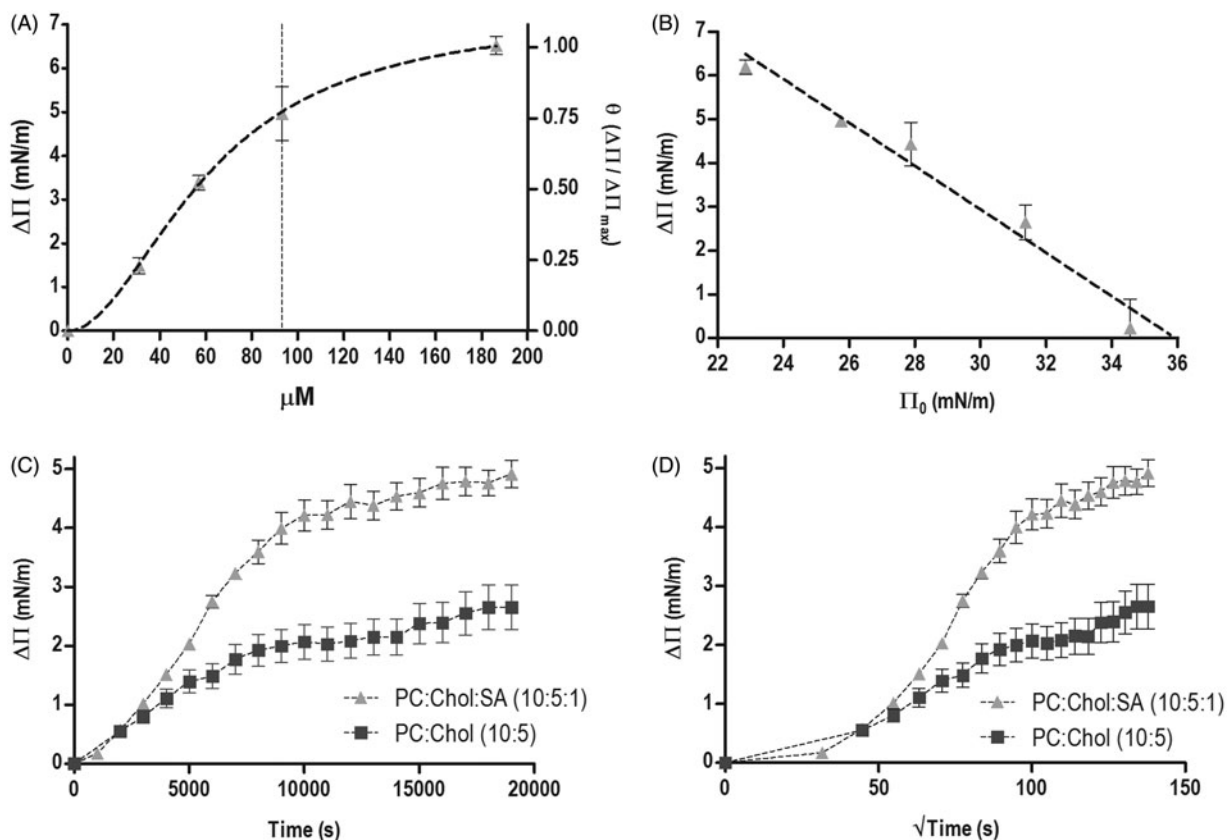 (A)
ΔΠ (mN/m)
7
6
5
4
3
2
1
0
0 20 40 60 80 100 120 140 160 180 200
μM
1.00
0.75
0.50
0.25
0.00
θ (ΔΠ / ΔΠmax)
(B)
ΔΠ (mN/m)
7
6
5
4
3
2
1
0
22 24 26 28 30 32 34 36
Π0 (mN/m)
(C)
ΔΠ (mN/m)
5
4
3
2
1
0
PC:Chol:SA (10:5:1)
PC:Chol (10:5)
0 5000 10000 15000 20000
Time (s)
(D)
ΔΠ (mN/m)
5
4
3
2
1
0
PC:Chol:SA (10:5:1)
PC:Chol (10:5)
0 50 100 150
√Time (s)